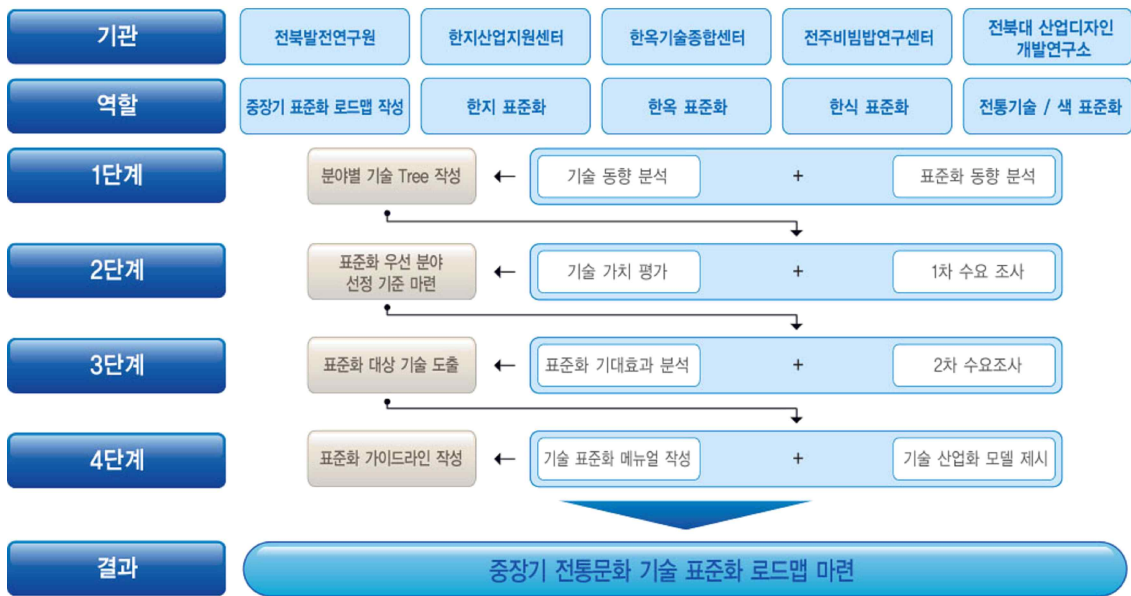 기관
전북발전연구원
한지산업지원센터
한옥기술종합센터
전주비빔밥연구센터
전북대 산업디자인
개발연구소
역할
중장기 표준화 로드맵 작성
한지 표준화
한옥 표준화
한식 표준화
전통기술 / 색 표준화
1단계
분야별 기술 Tree 작성
기술 동향 분석
+
표준화 동향 분석
2단계
표준화 우선 분야
선정 기준 마련
기술 가치 평가
+
1차 수요 조사
3단계
표준화 대상 기술 도출
표준화 기대효과 분석
+
2차 수요조사
4단계
표준화 가이드라인 작성
기술 표준화 메뉴얼 작성
+
기술 산업화 모델 제시
결과
중장기 전통문화 기술 표준화 로드맵 마련